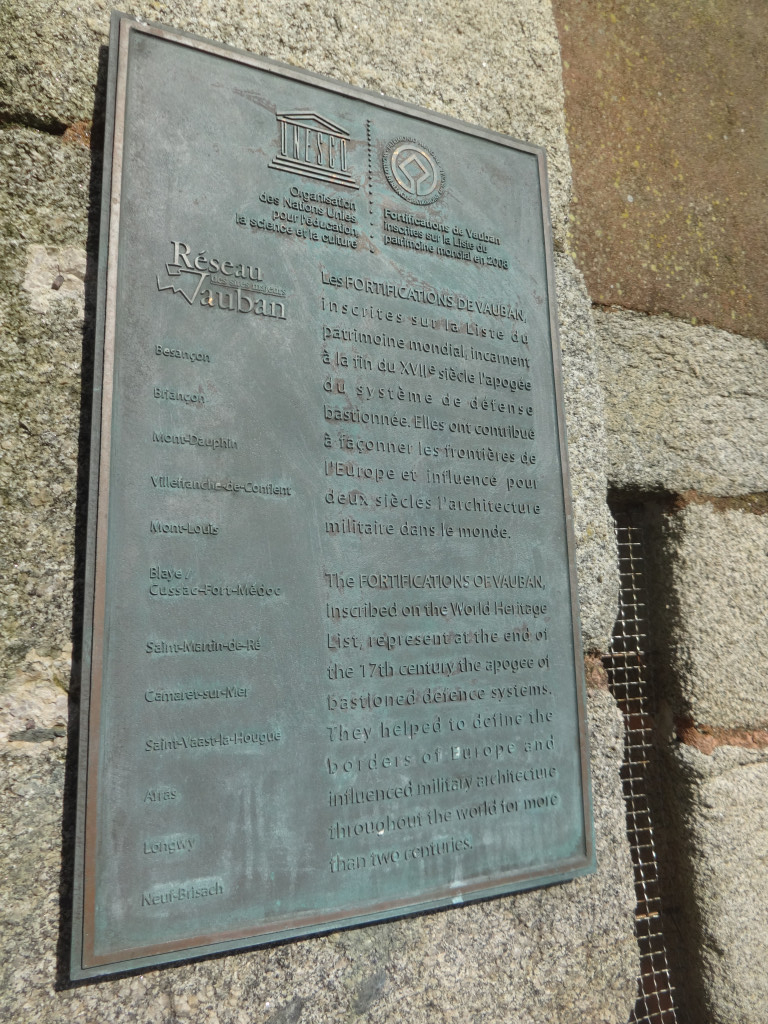 UNESCO
Organisation
des Nations Unies
pour l'éducation,
la science et la culture
Fortifications de Vauban
inscrites sur la Liste du
patrimoine mondial en 2008
Réseau
Vauban
Besançon
Briançon
Mont-Dauphin
Villefranche-de-Conflent
Mont-Louis
Blaye /
Cussac-Fort-Médoc
Saint-Martin-de-Ré
Camaret-sur-Mer
Saint-Vaast-la-Hougue
Arras
Longwy
Neuf-Brisach
Les FORTIFICATIONS DE VAUBAN,
inscrites sur la Liste du
patrimoine mondial, incarnent
à la fin du XVIIe siècle l'apogée
du système de défense
bastionnée. Elles ont contribué
à façonner les frontières de
l'Europe et influencé pour
deux siècles l'architecture
militaire dans le monde.
The FORTIFICATIONS OF VAUBAN,
inscribed on the World Heritage
List, represent at the end of
the 17th century the apogee of
bastioned defence systems.
They helped to define the
borders of Europe and
influenced military architecture
throughout the world for more
than two centuries.